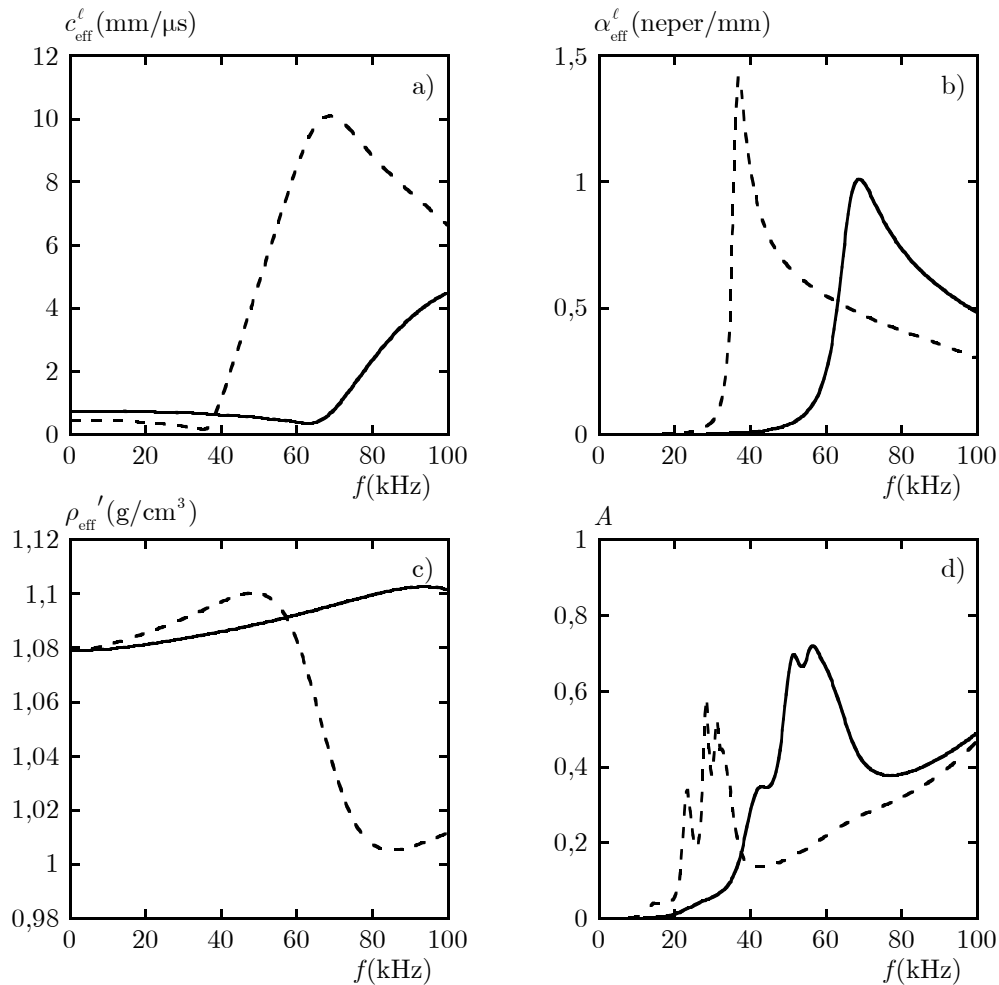 c^ℓ_eff (mm/μs)
12
10
8
6
4
2
0
a)
0 20 40 60 80 100
f(kHz)
α^ℓ_eff (neper/mm)
1,5
1
0,5
0
b)
0 20 40 60 80 100
f(kHz)
ρ_eff′(g/cm³)
1,12
1,1
1,08
1,06
1,04
1,02
1
0,98
c)
0 20 40 60 80 100
f(kHz)
A
1
0,8
0,6
0,4
0,2
0
d)
0 20 40 60 80 100
f(kHz)